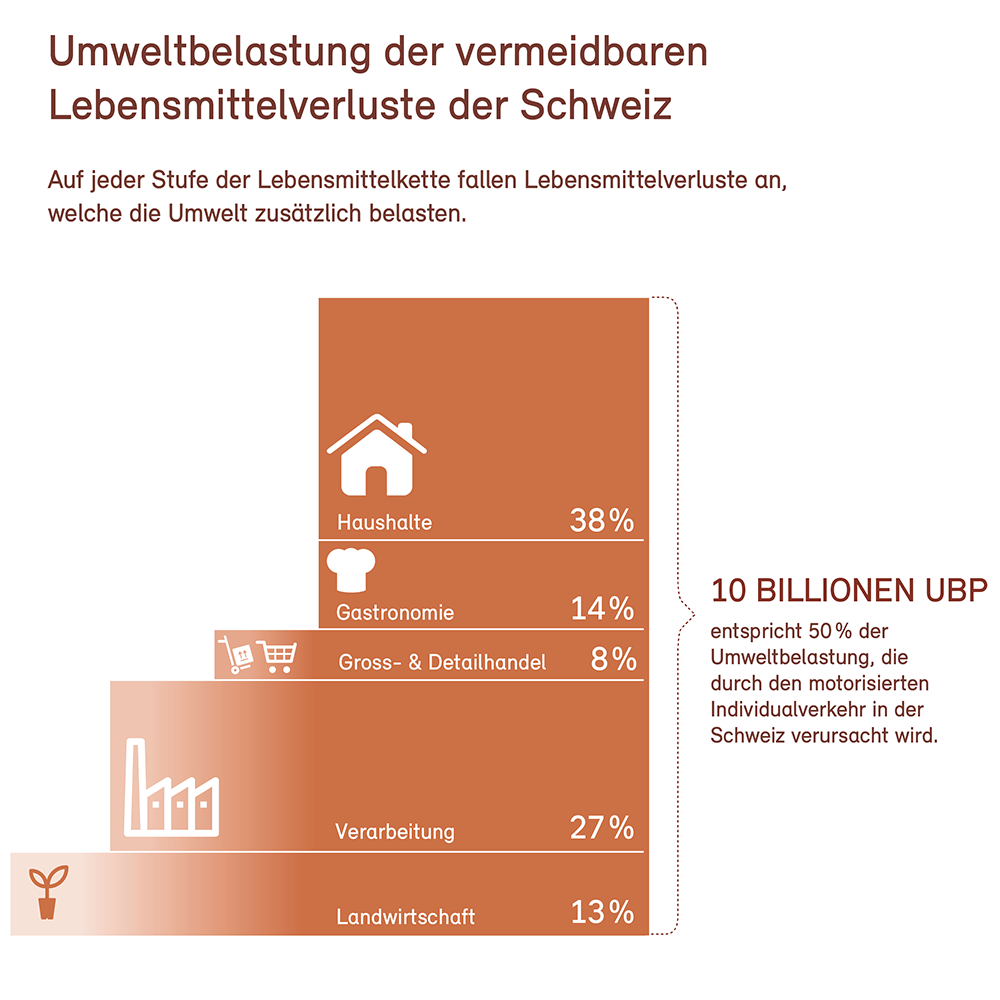 Umweltbelastung der vermeidbaren
Lebensmittelverluste der Schweiz
Auf jeder Stufe der Lebensmittelkette fallen Lebensmittelverluste an,
welche die Umwelt zusätzlich belasten.
Haushalte 38%
Gastronomie 14%
Gross- & Detailhandel 8%
Verarbeitung 27%
Landwirtschaft 13%
10 BILLIONEN UBP
entspricht 50% der
Umweltbelastung, die
durch den motorisierten
Individualverkehr in der
Schweiz verursacht wird.